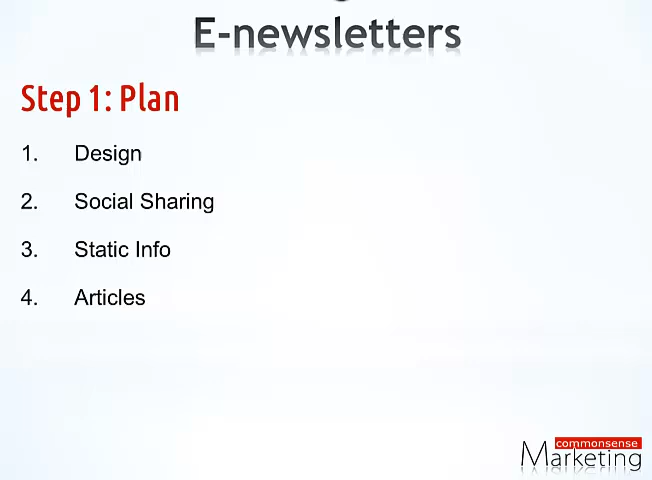 E-newsletters
Step 1: Plan
1. Design
2. Social Sharing
3. Static Info
4. Articles
commonsense
Marketing